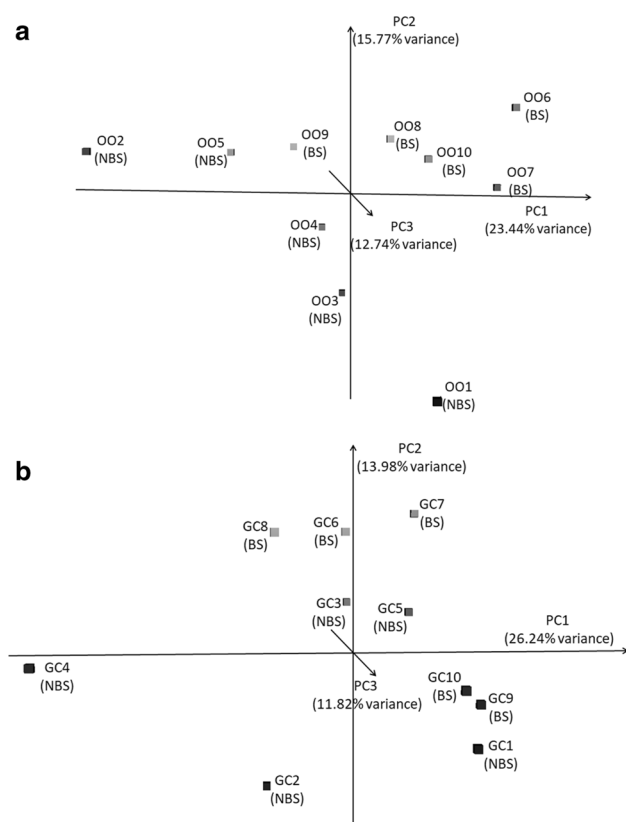 a
PC2
(15.77% variance)
OO6
(BS)
OO2
(NBS)
OO5
(NBS)
OO9
(BS)
OO8
(BS)
OO10
(BS)
OO7
(BS)
PC1
(23.44% variance)
OO4
(NBS)
PC3
(12.74% variance)
OO3
(NBS)
OO1
(NBS)
b
PC2
(13.98% variance)
GC8
(BS)
GC6
(BS)
GC7
(BS)
GC3
(NBS)
GC5
(NBS)
PC1
(26.24% variance)
GC4
(NBS)
PC3
(11.82% variance)
GC10
(BS)
GC9
(BS)
GC1
(NBS)
GC2
(NBS)